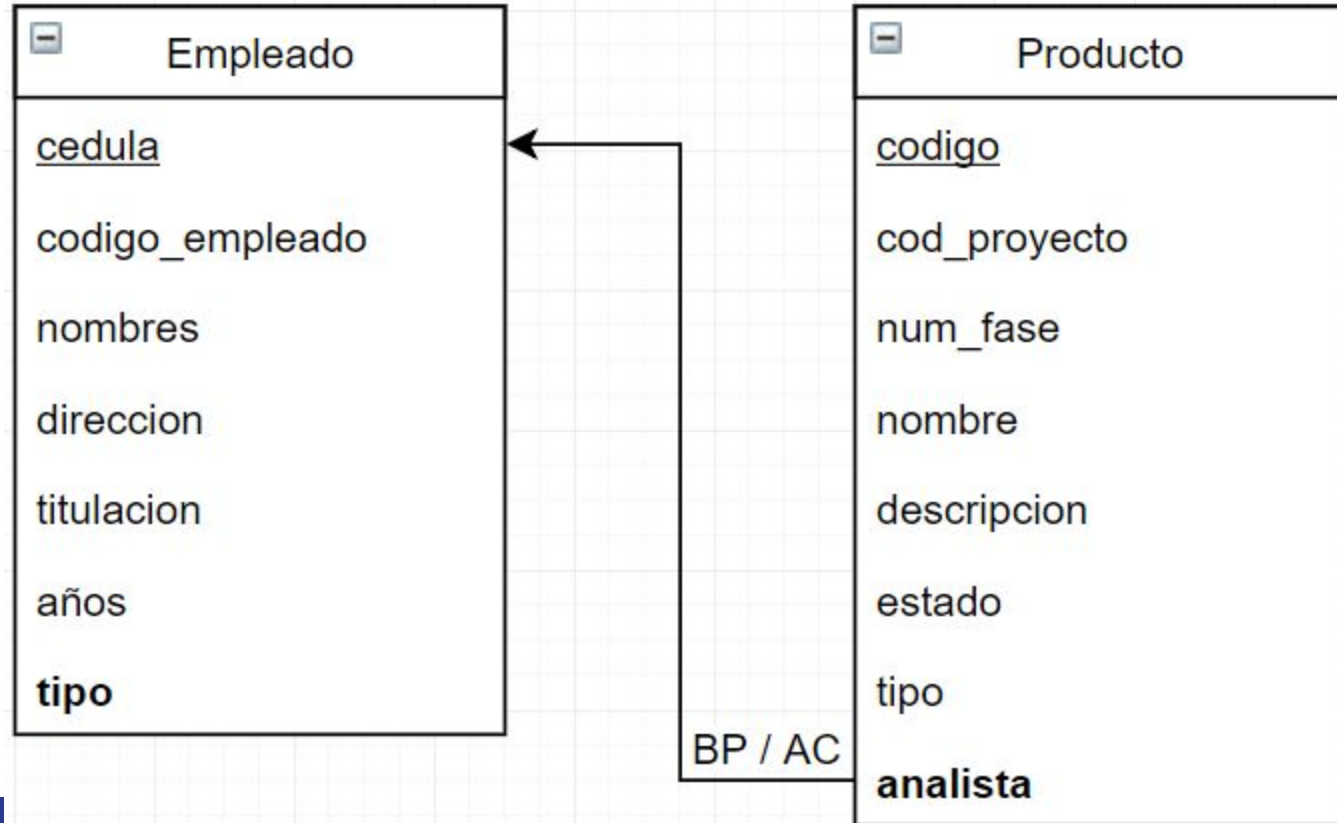 Empleado
cedula
codigo_empleado
nombres
direccion
titulacion
años
tipo
BP / AC
Producto
codigo
cod_proyecto
num_fase
nombre
descripcion
estado
tipo
analista